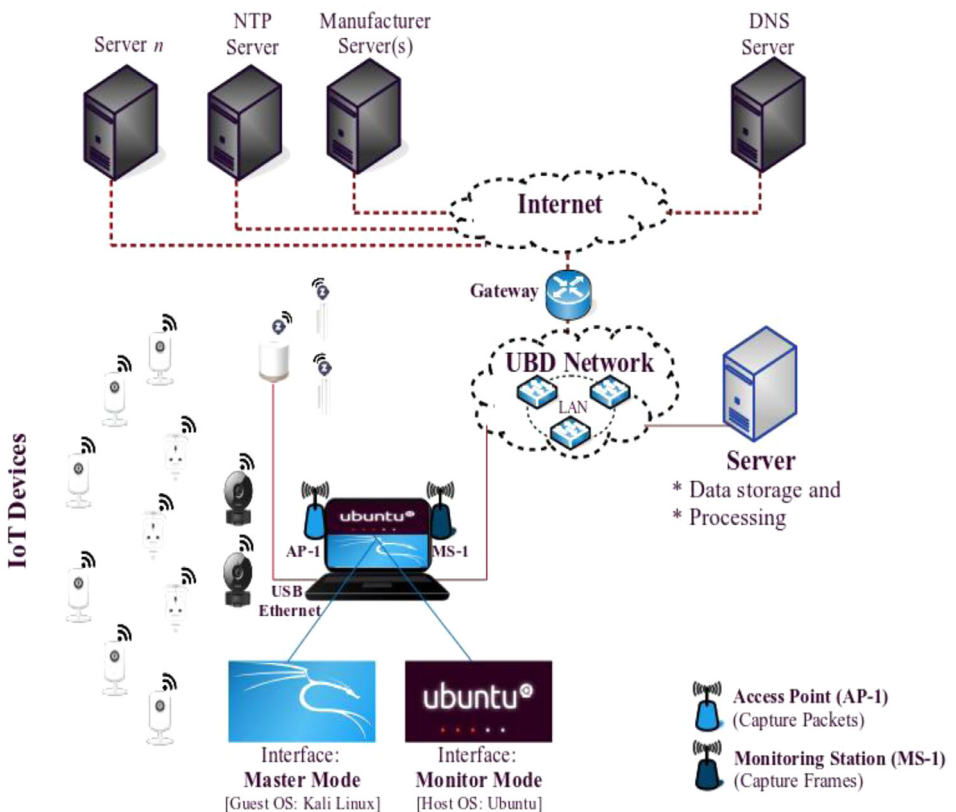 Server n
NTP
Server
Manufacturer
Server(s)
DNS
Server
Internet
Gateway
UBD Network
LAN
Server
* Data storage and
* Processing
IoT Devices
z
z
z
ubuntu
AP-1
MS-1
USB
Ethernet
ubuntu
Interface:
Master Mode
[Guest OS: Kali Linux]
Interface:
Monitor Mode
[Host OS: Ubuntu]
Access Point (AP-1)
(Capture Packets)
Monitoring Station (MS-1)
(Capture Frames)